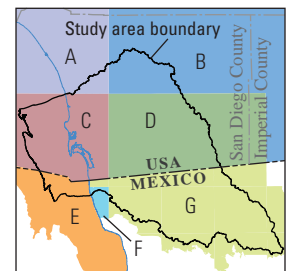 Study area boundary
A
B
San Diego County
Imperial County
C
D
USA
MEXICO
E
G
F